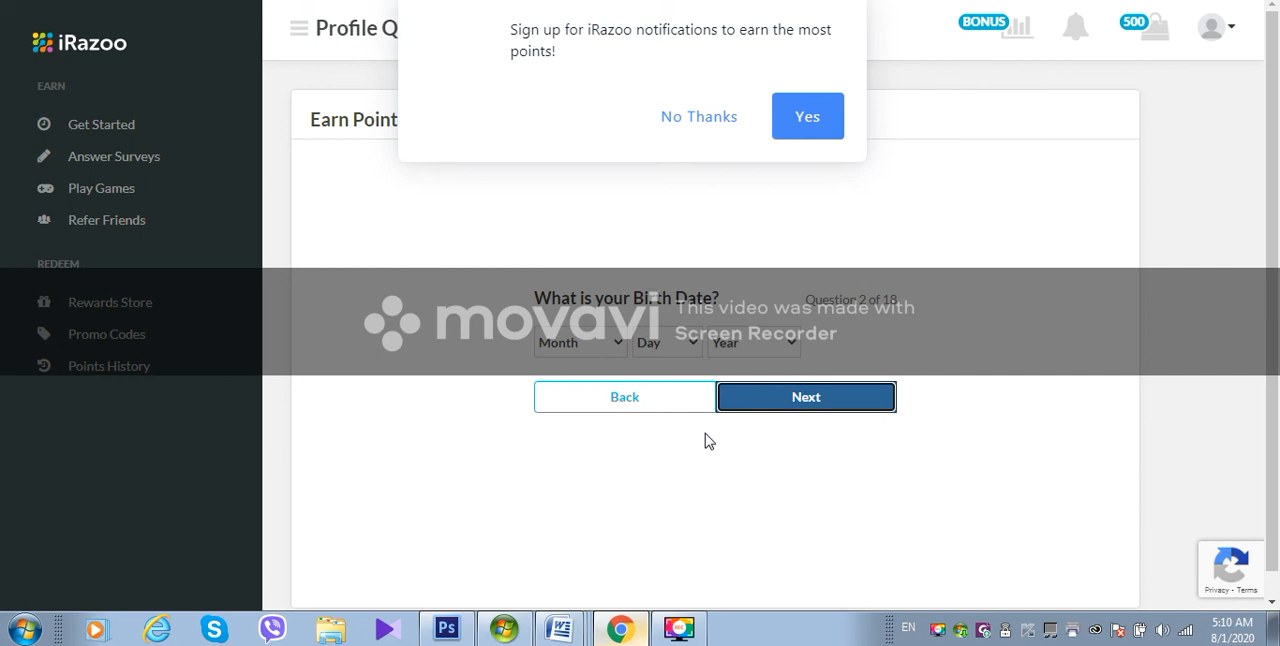 Sign up for iRazoo notifications to earn the most
points!
No Thanks
Yes
iRazoo
Profile Q
BONUS
500
EARN
Get Started
Answer Surveys
Play Games
Refer Friends
REDEEM
Rewards Store
Promo Codes
Points History
Earn Point
What is your Birth Date?
Question 2 of 18
movavi
This video was made with
Screen Recorder
Month
Day
Year
Back
Next
Privacy - Terms
Ps
REC
EN
5:10 AM
8/1/2020